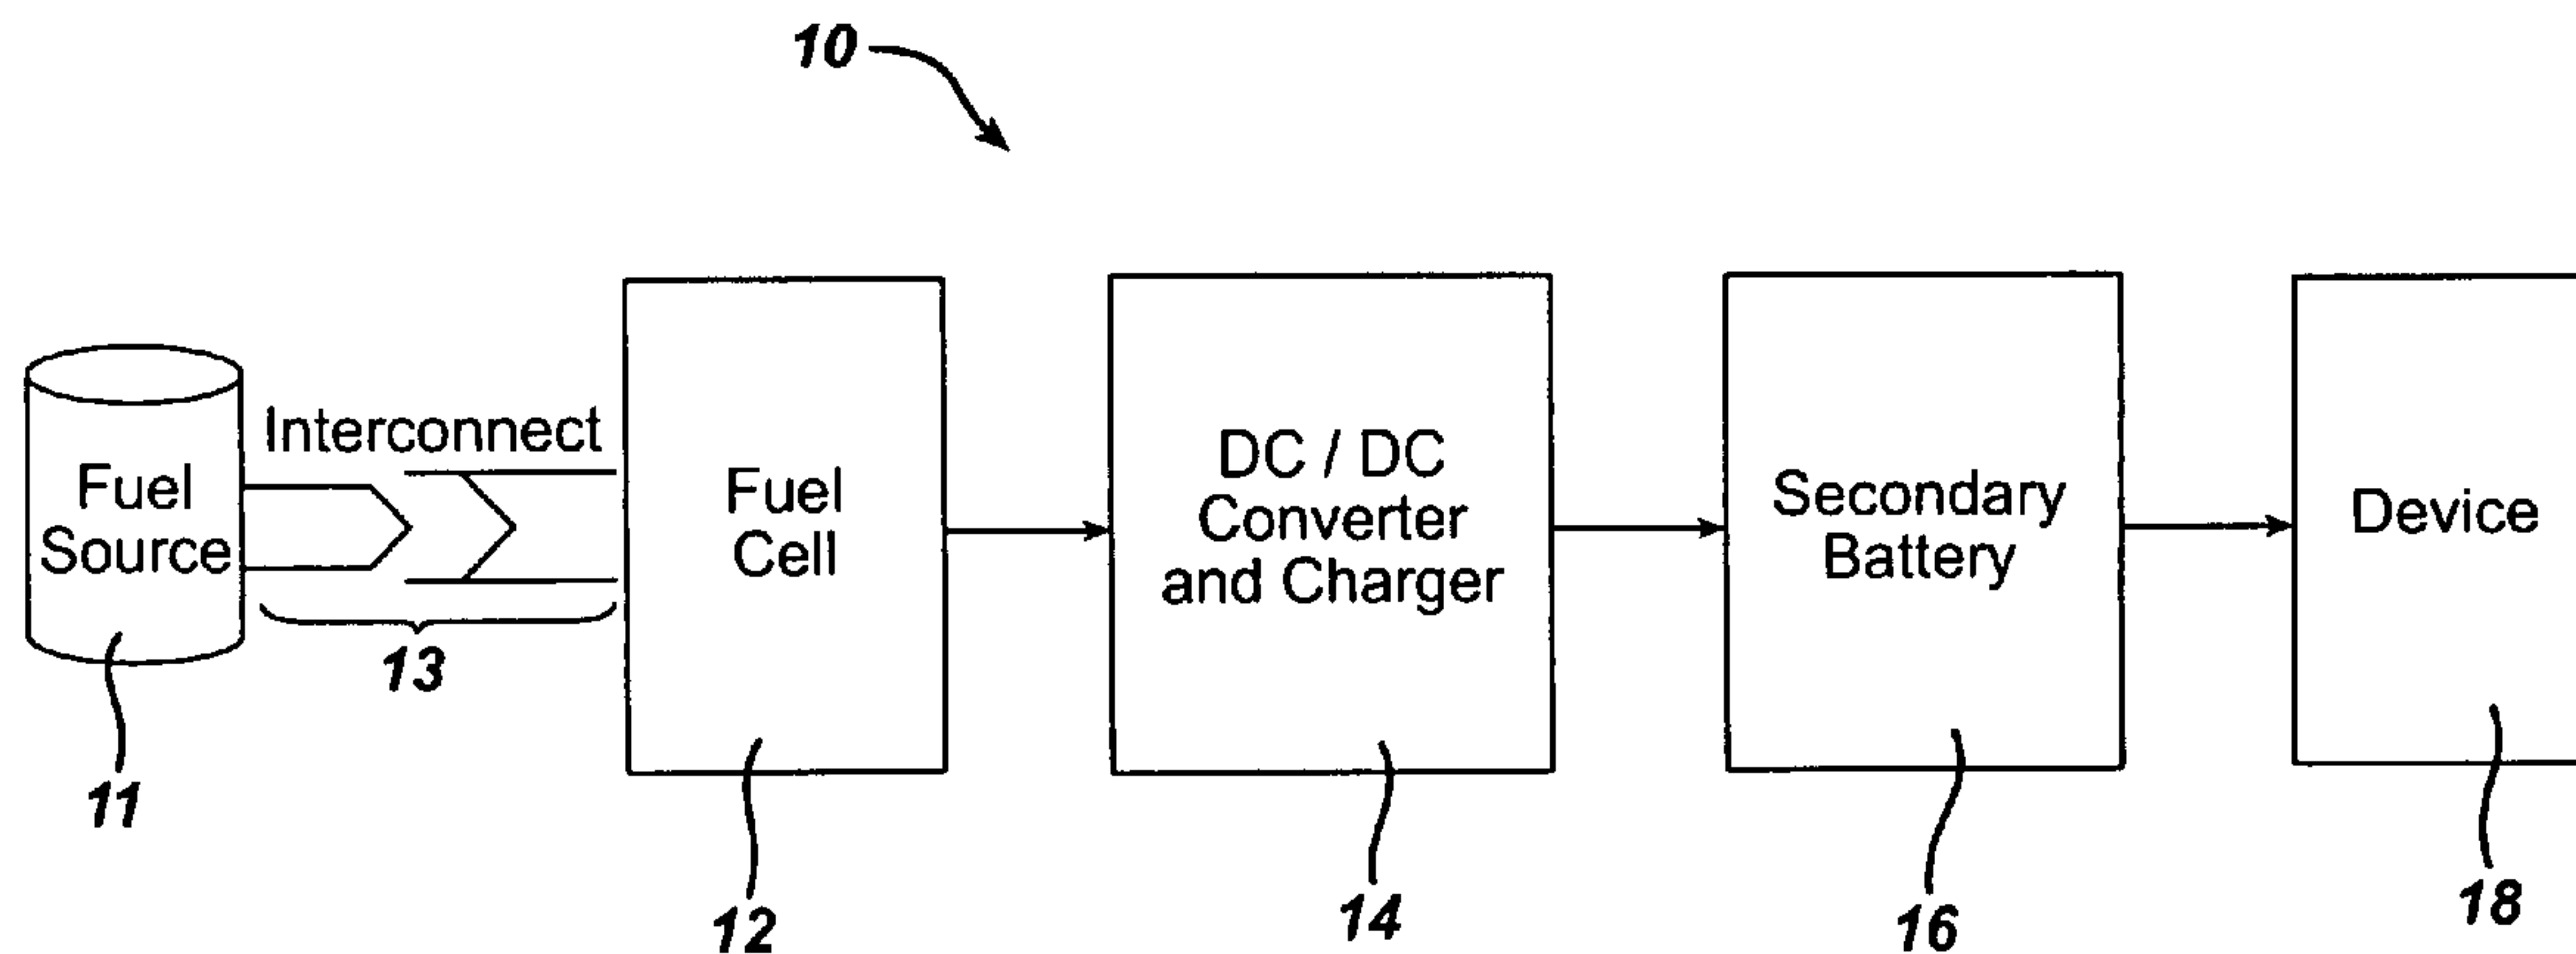 10
Interconnect
Fuel
Source
Fuel
Cell
DC / DC
Converter
and Charger
Secondary
Battery
Device
13
11
12
14
16
18